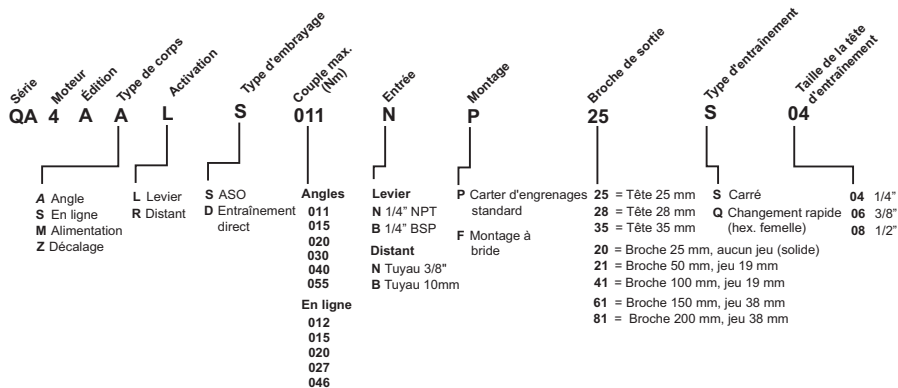 Série
Moteur
Édition
Type de corps
Activation
Type d'embrayage
Couple max.
(Nm)
Entrée
Montage
Broche de sortie
Type d'entraînement
Taille de la tête
d'entraînement
QA 4 A A L S 011 N P 25 S 04
A Angle
S En ligne
M Alimentation
Z Décalage
L Levier
R Distant
S ASO
D Entraînement
direct
Angles
011
015
020
030
040
055
En ligne
012
015
020
027
046
Levier
N 1/4” NPT
B 1/4” BSP
Distant
N Tuyau 3/8"
B Tuyau 10mm
P Carter d'engrenages
standard
F Montage à
bride
25 = Tête 25 mm
28 = Tête 28 mm
35 = Tête 35 mm
20 = Broche 25 mm, aucun jeu (solide)
21 = Broche 50 mm, jeu 19 mm
41 = Broche 100 mm, jeu 19 mm
61 = Broche 150 mm, jeu 38 mm
81 = Broche 200 mm, jeu 38 mm
S Carré
Q Changement rapide
(hex. femelle)
04 1/4”
06 3/8”
08 1/2”